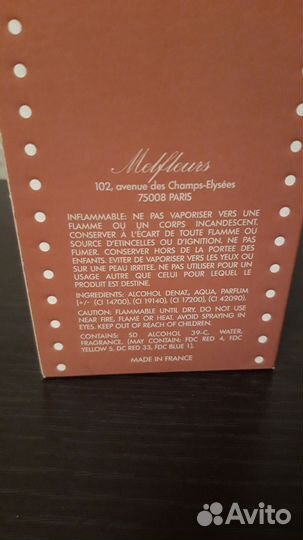 Melfleurs
102, avenue des Champs-Elysées
75008 PARIS
INFLAMMABLE: NE PAS VAPORISER VERS UNE
FLAMME OU UN CORPS INCANDESCENT.
CONSERVER A L'ÉCART DE TOUTE FLAMME OU
SOURCE D'ETINCELLES OU D'IGNITION. NE PAS
FUMER. CONSERVER HORS DE LA PORTEE DES
ENFANTS. EVITER DE VAPORISER VERS LES YEUX OU
SUR UNE PEAU IRRITEE. NE PAS UTILISER POUR UN
USAGE AUTRE QUE CELUI POUR LEQUEL LE
PRODUIT EST DESTINE.
INGREDIENTS: ALCOHOL DENAT., AQUA, PARFUM
[+/- (CI 14700), (CI 19140), (CI 17200), (CI 42090).
CAUTION: FLAMMABLE UNTIL DRY. DO NOT USE
NEAR FIRE, FLAME OR HEAT. AVOID SPRAYING IN
EYES. KEEP OUT OF REACH OF CHILDREN.
CONTAINS: SD ALCOHOL 39-C, WATER,
FRAGRANCE. [MAY CONTAIN: FDC RED 4, FDC
YELLOW 5, DC RED 33, FDC BLUE 1].
MADE IN FRANCE
Avito